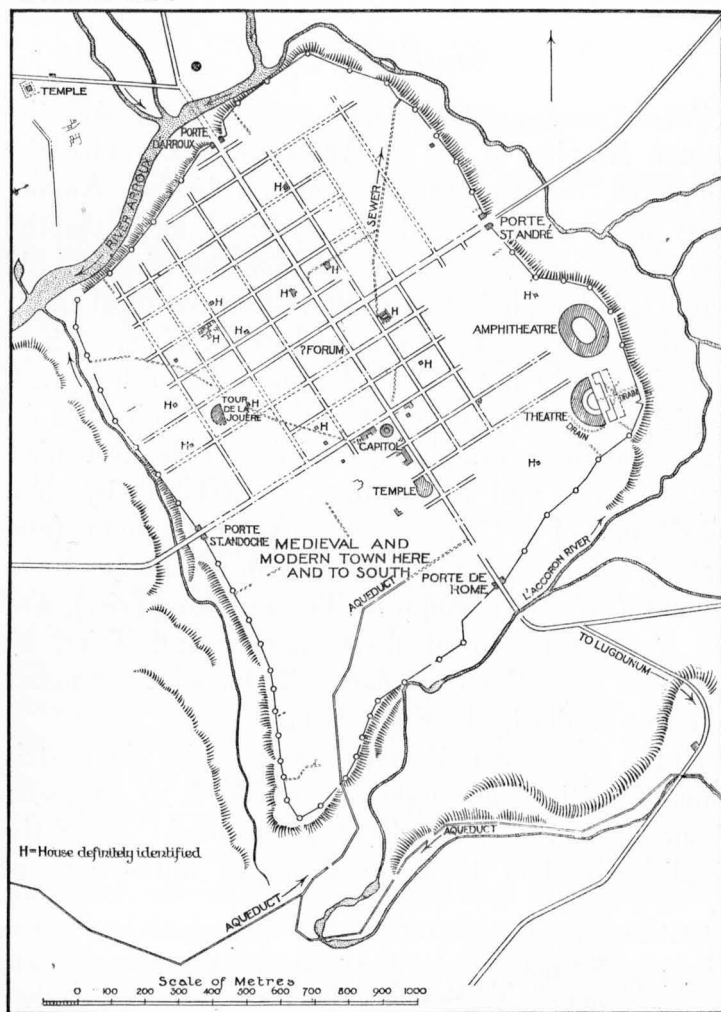 TEMPLE
PORTE
D'ARROUX
RIVER ARROUX
H
SEWER
PORTE
ST. ANDRÉ
H
H
H
H
AMPHITHEATRE
H
H
H
?FORUM
H
THEATRE
DRAIN
DRAIN
H
TOUR
DE LA
JOUÈRE
H
H
H
CAPITOL
H
TEMPLE
PORTE
ST. ANDOCHE
MEDIEVAL AND
MODERN TOWN HERE
AND TO SOUTH
AQUEDUCT
PORTE DE
ROME
L'ACCORON RIVER
TO LUGDUNUM
AQUEDUCT
H=House definitely identified
AQUEDUCT
Scale of Metres
0 100 200 300 400 500 600 700 800 900 1000